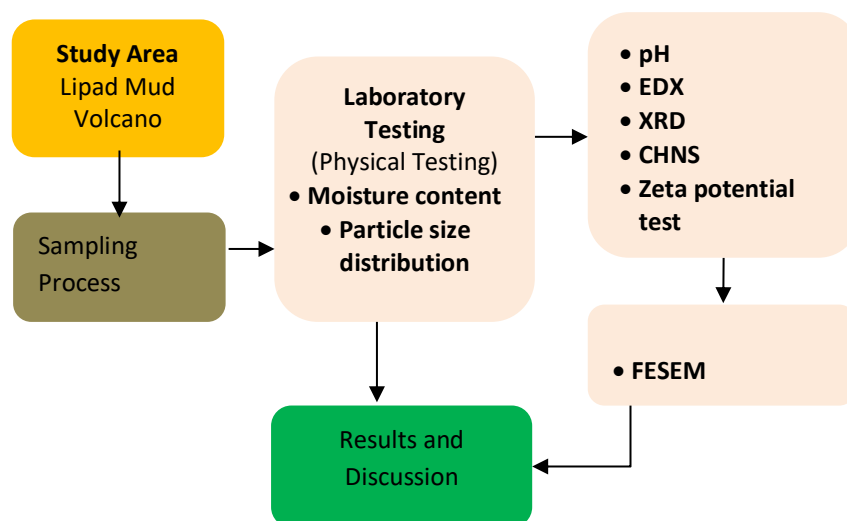 Study Area
Lipad Mud
Volcano
Sampling
Process
Laboratory
Testing
(Physical Testing)
• Moisture content
• Particle size
distribution
• pH
• EDX
• XRD
• CHNS
• Zeta potential
test
• FESEM
Results and
Discussion